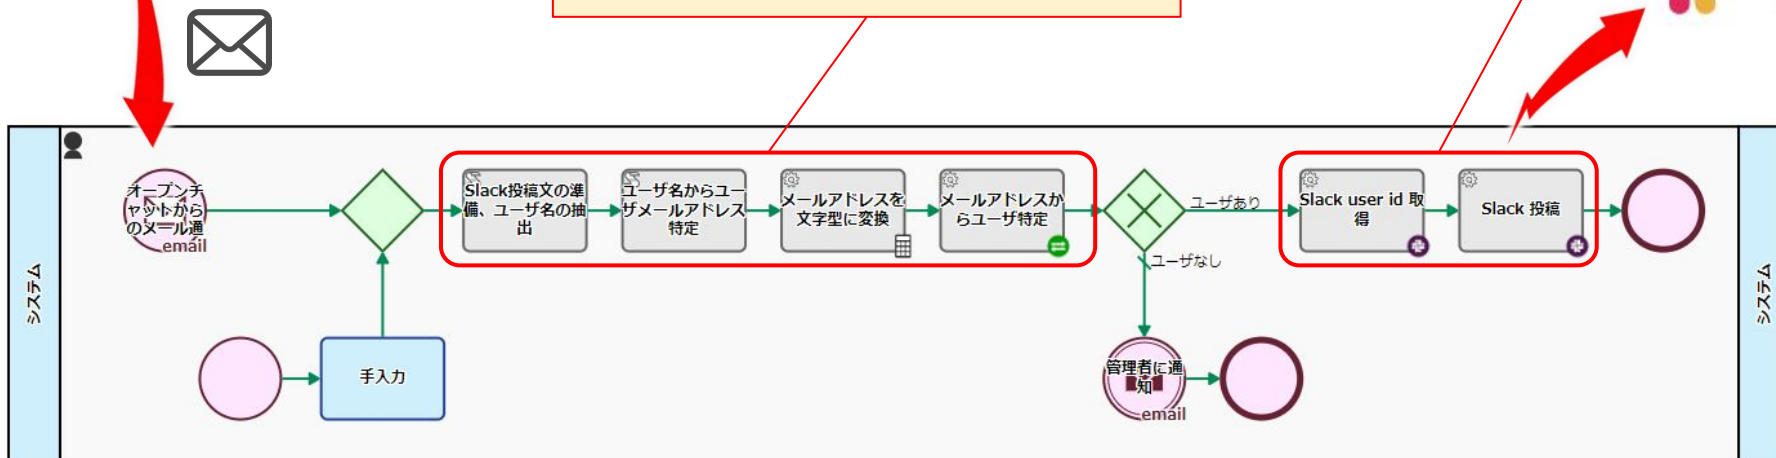 システム
オープンチ
ャットから
のメール通
email
Slack投稿文の準
備、ユーザ名の抽
出
ユーザ名からユー
ザメールアドレス
特定
メールアドレスを
文字型に変換
メールアドレスか
らユーザ特定
ユーザあり
ユーザなし
Slack user id 取
得
Slack 投稿
システム
手入力
管理者に通
知
email